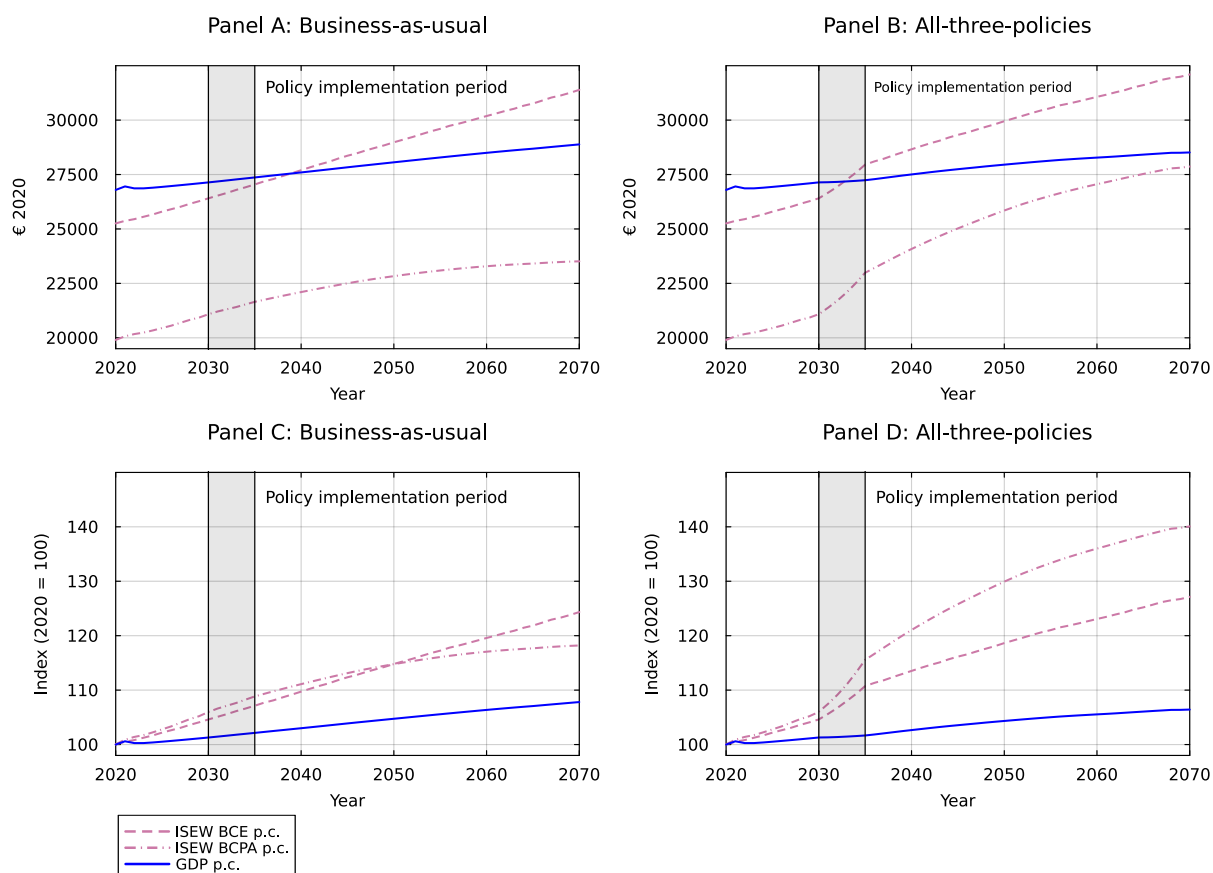 Panel A: Business-as-usual
Policy implementation period
30000
27500
25000
22500
20000
€ 2020
2020 2030 2040 2050 2060 2070
Year
Panel B: All-three-policies
Policy implementation period
30000
27500
25000
22500
20000
€ 2020
2020 2030 2040 2050 2060 2070
Year
Panel C: Business-as-usual
Policy implementation period
140
130
120
110
100
Index (2020 = 100)
2020 2030 2040 2050 2060 2070
Year
Panel D: All-three-policies
Policy implementation period
140
130
120
110
100
Index (2020 = 100)
2020 2030 2040 2050 2060 2070
Year
ISEW BCE p.c.
ISEW BCPA p.c.
GDP p.c.